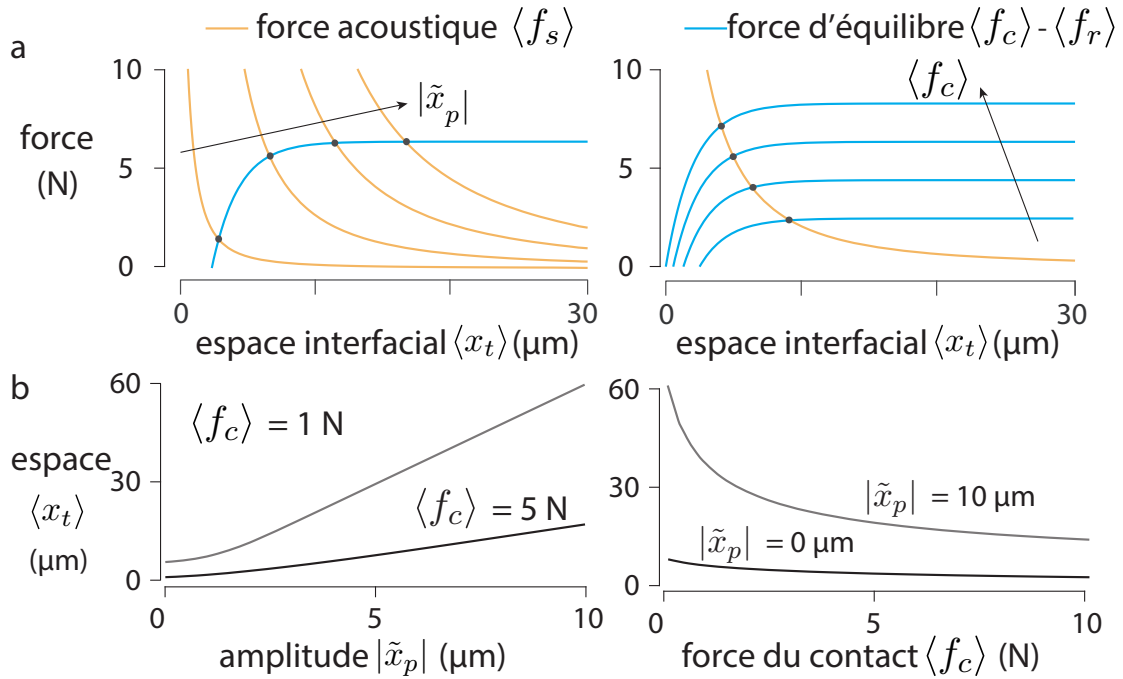 a
force acoustique ⟨f_s⟩
force d'équilibre ⟨f_c⟩ - ⟨f_r⟩
force
(N)
10
5
0
|x̃_p|
0
30
espace interfacial ⟨x_t⟩ (µm)
10
5
0
⟨f_c⟩
0
30
espace interfacial ⟨x_t⟩ (µm)
b
espace
⟨x_t⟩
(µm)
60
30
0
⟨f_c⟩ = 1 N
⟨f_c⟩ = 5 N
0
5
10
amplitude |x̃_p| (µm)
60
30
0
|x̃_p| = 10 µm
|x̃_p| = 0 µm
0
5
10
force du contact ⟨f_c⟩ (N)